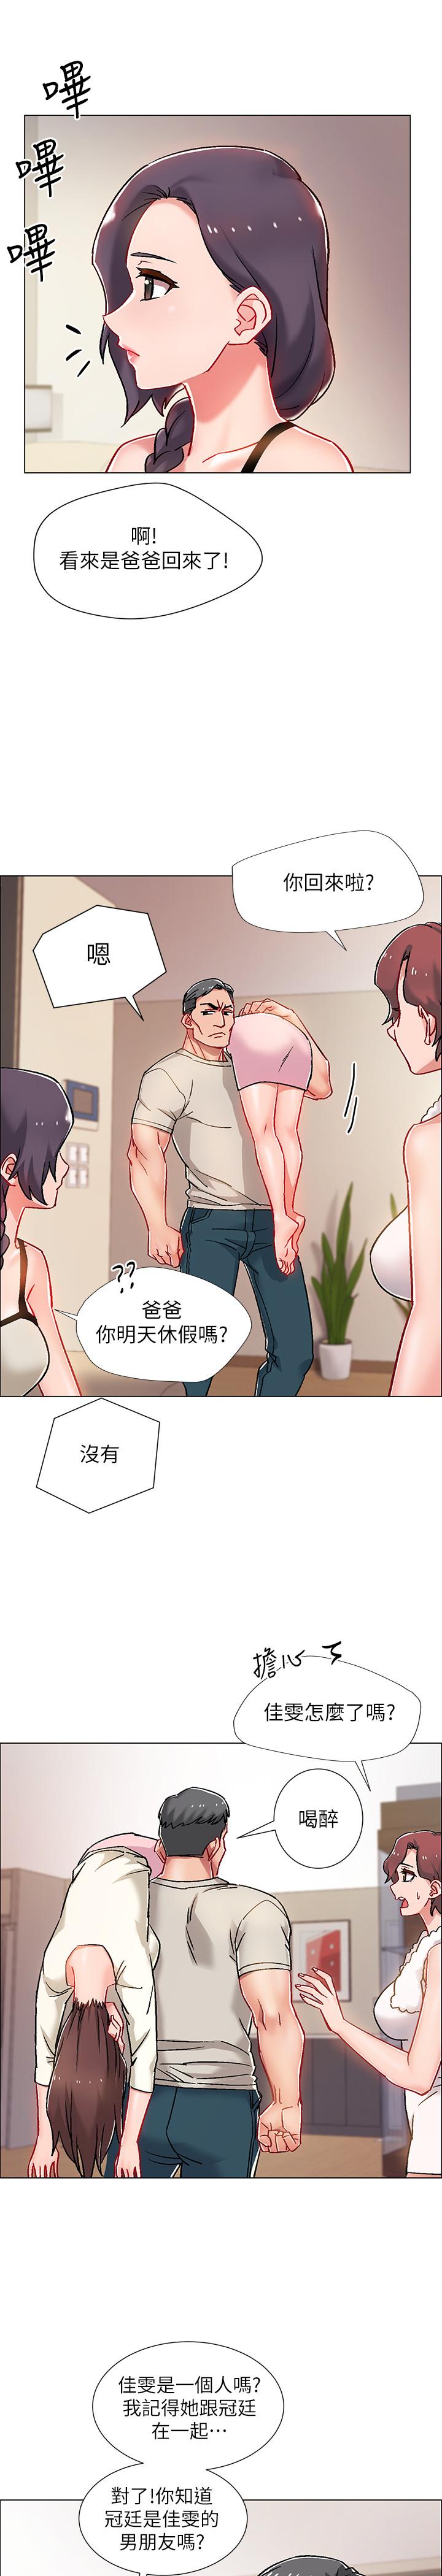 嗶
嗶
嗶
啊!
看來是爸爸回來了!
你回來啦?
嗯
??
爸爸
你明天休假嗎?
沒有
擔心
佳雯怎麼了嗎?
喝醉
佳雯是一個人嗎?
我記得她跟冠廷
在一起⋯
對了!你知道
冠廷是佳雯的
男朋友嗎?